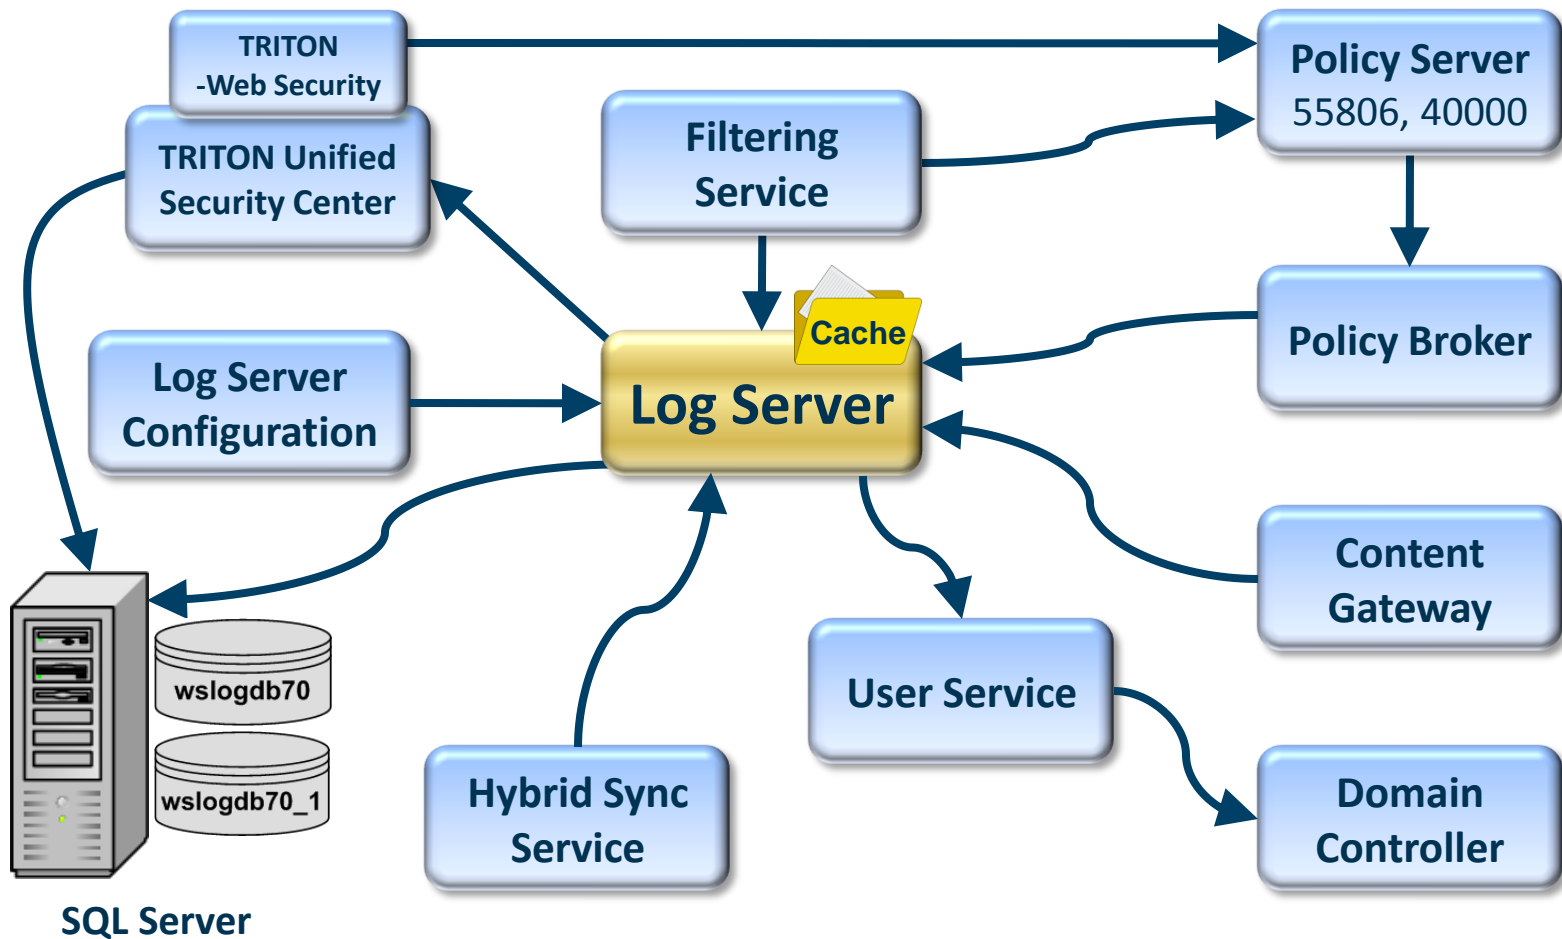 TRITON
-Web Security
TRITON Unified
Security Center
Filtering
Service
Policy Server
55806, 40000
Cache
Log Server
Log Server
Configuration
Policy Broker
Content
Gateway
wslogdb70
wslogdb70_1
User Service
Hybrid Sync
Service
Domain
Controller
SQL Server